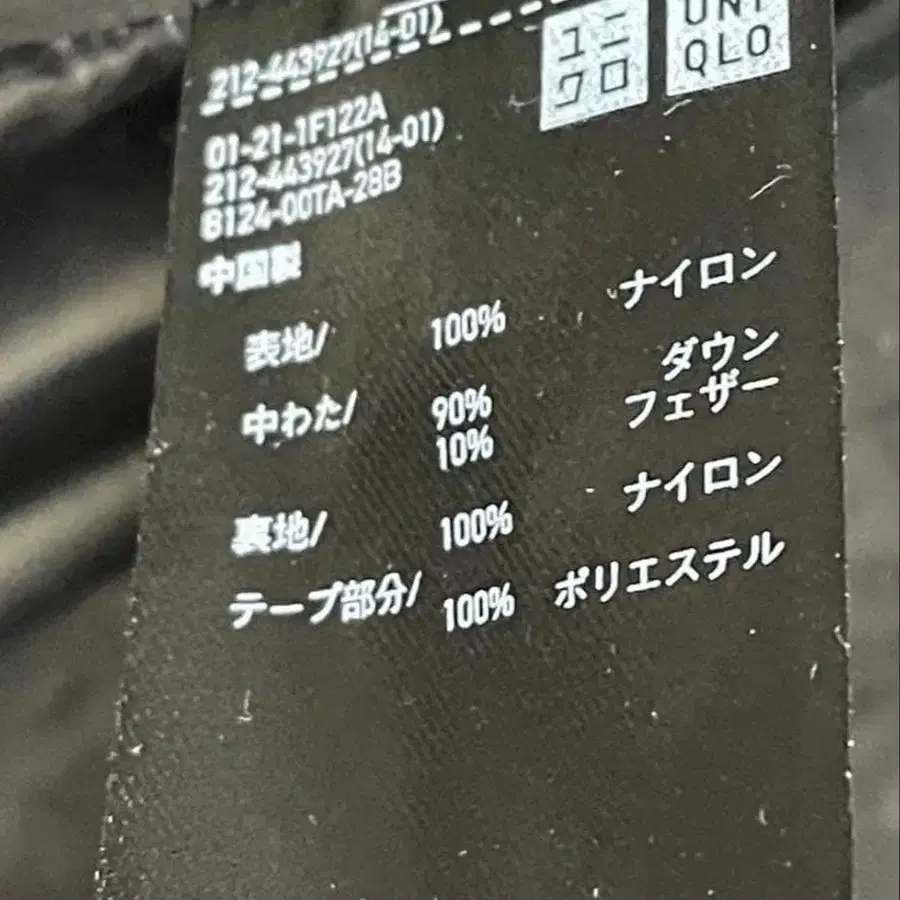 212-443927(14-01)
ユニ
クロ
UNI
QLO
01-21-1F122A
212-443927(14-01)
8124-00TA-28B
中国製
表地/ 100% ナイロン
中わた/ 90% ダウン
10% フェザー
裏地/ 100% ナイロン
テープ部分/ 100% ポリエステル